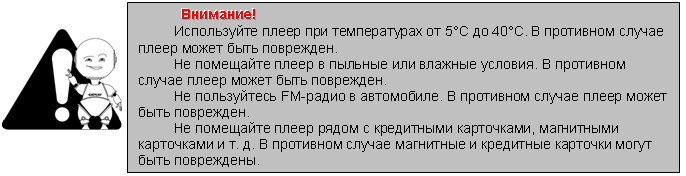 Внимание!
Используйте плеер при температурах от 5°C до 40°C. В противном случае
плеер может быть поврежден.
Не помещайте плеер в пыльные или влажные условия. В противном
случае плеер может быть поврежден.
Не пользуйтесь FM-радио в автомобиле. В противном случае плеер может
быть поврежден.
Не помещайте плеер рядом с кредитными карточками, магнитными
карточками и т. д. В противном случае магнитные и кредитные карточки могут
быть повреждены.